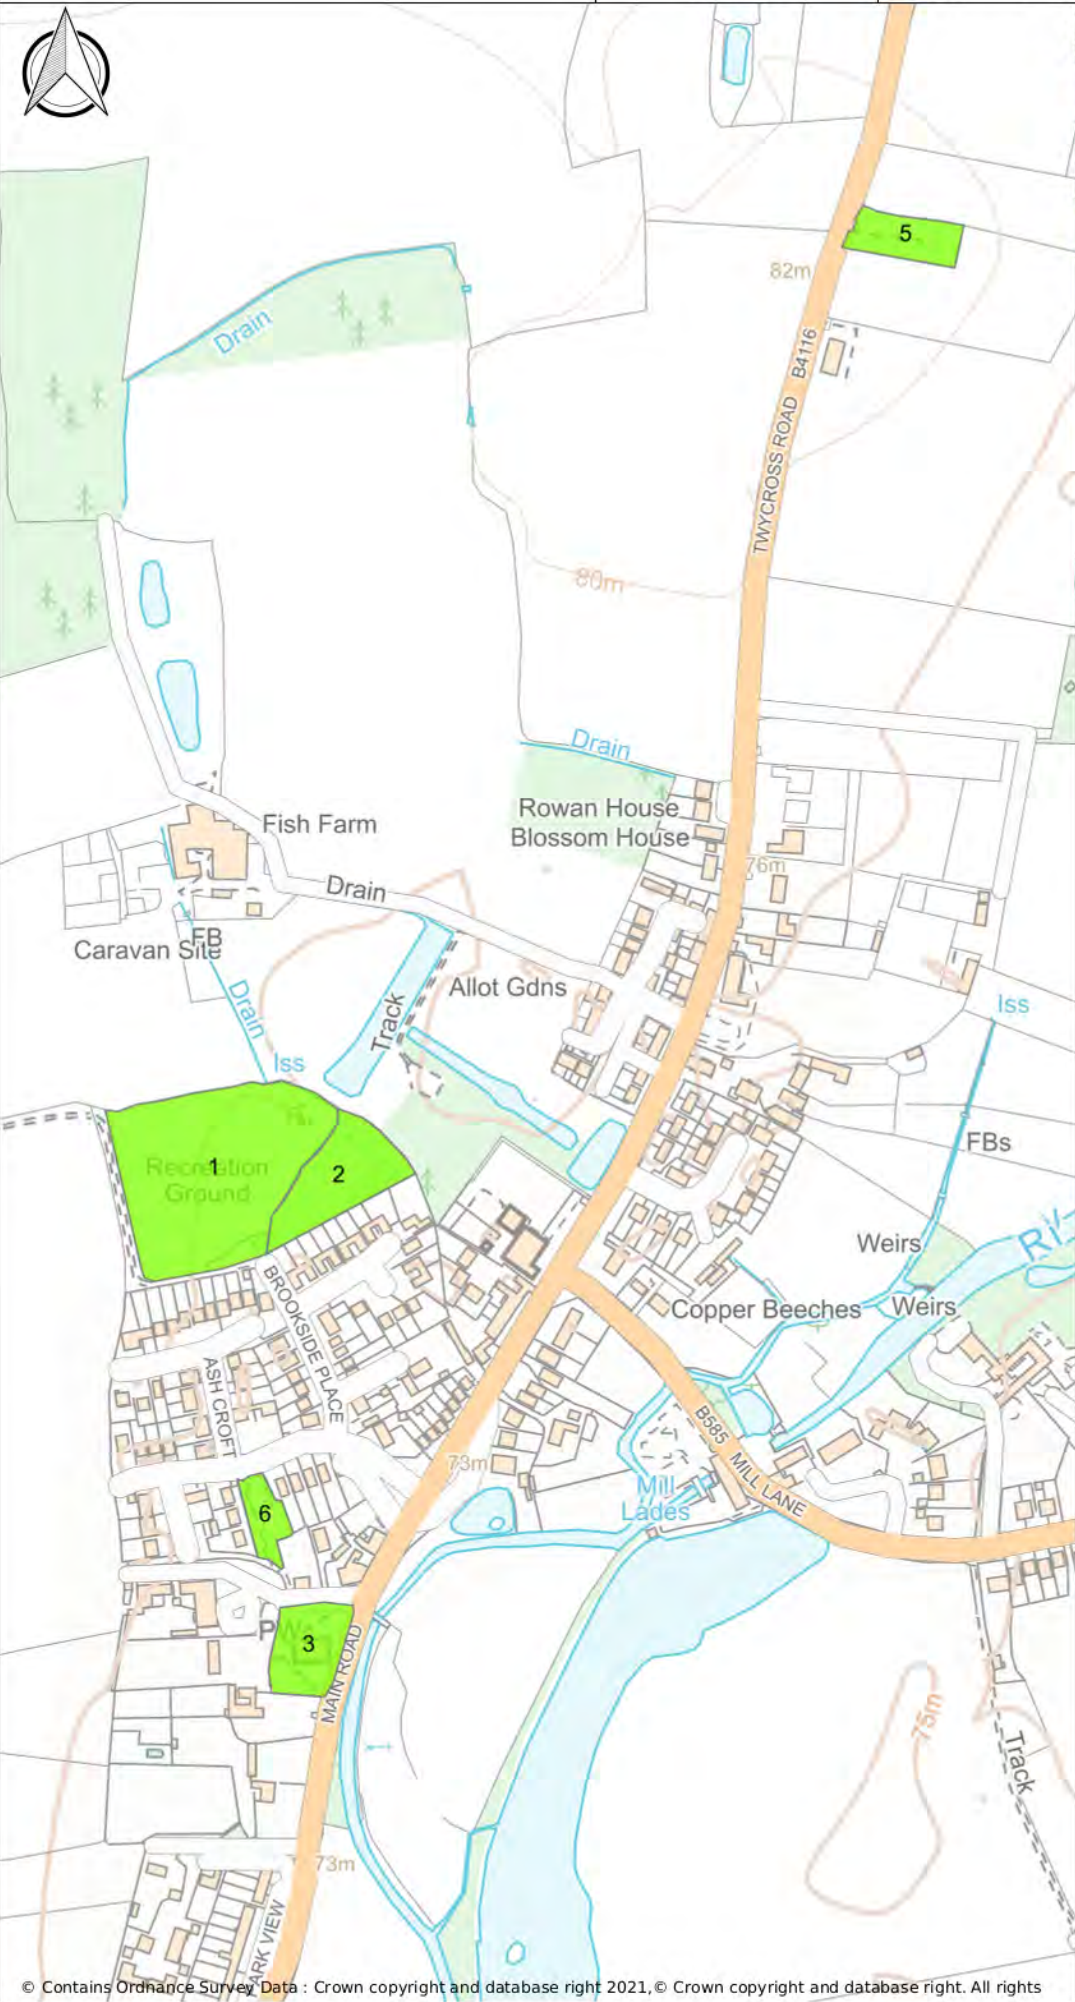 5
82m
Drain
TWYCROSS ROAD B4116
80m
Drain
Rowan House
Blossom House
Fish Farm
76m
Drain
FB
Caravan Site
Allot Gdns
Drain
Track
Iss
Iss
FBs
1
Recreation
Ground
2
Weirs
Weirs
Copper Beeches
BROOKSIDE PLACE
ASH CROFT
B585 MILL LANE
73m
Mill
Lades
6
3
MAIN ROAD
75m
Track
73m
ARK VIEW
© Contains Ordnance Survey Data : Crown copyright and database right 2021,© Crown copyright and database right. All rights